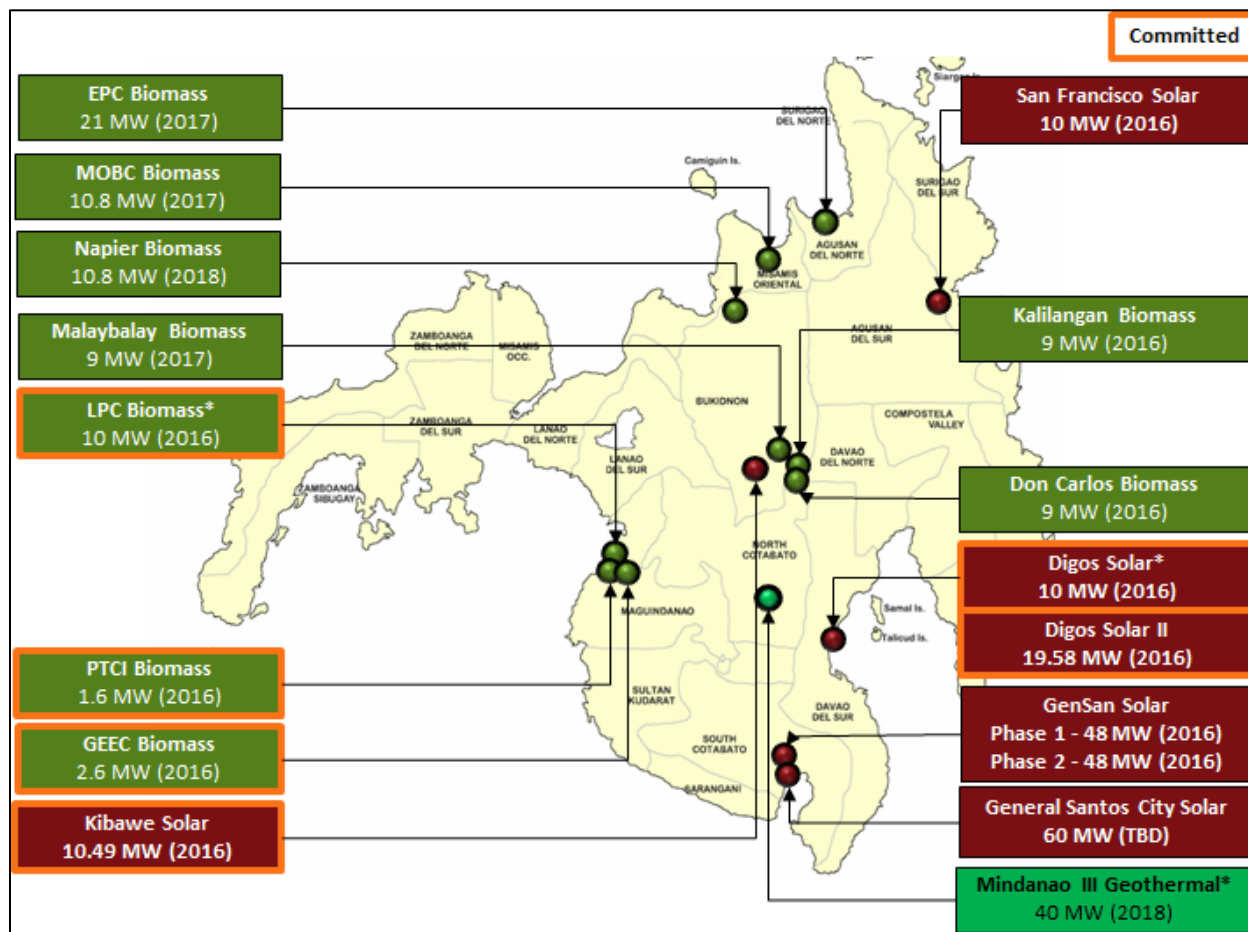 Committed
EPC Biomass
21 MW (2017)
MOBC Biomass
10.8 MW (2017)
Napier Biomass
10.8 MW (2018)
Malaybalay Biomass
9 MW (2017)
LPC Biomass*
10 MW (2016)
PTCI Biomass
1.6 MW (2016)
GEEC Biomass
2.6 MW (2016)
Kibawe Solar
10.49 MW (2016)
Siargao Is.
SURIGAO
DEL NORTE
Camiguin Is.
SURIGAO
DEL SUR
AGUSAN
DEL NORTE
MISAMIS
ORIENTAL
ZAMBOANGA
DEL NORTE
MISAMIS
OCC.
AGUSAN
DEL SUR
BUKIDNON
COMPOSTELA
VALLEY
ZAMBOANGA
DEL SUR
LANAO
DEL NORTE
LANAO
DEL SUR
DAVAO
DEL NORTE
ZAMBOANGA
SIBUGAY
NORTH
COTABATO
MAGUINDANAO
Samal Is.
Talicud Is.
SULTAN
KUDARAT
DAVAO
DEL SUR
SOUTH
COTABATO
SARANGANI
San Francisco Solar
10 MW (2016)
Kalilangan Biomass
9 MW (2016)
Don Carlos Biomass
9 MW (2016)
Digos Solar*
10 MW (2016)
Digos Solar II
19.58 MW (2016)
GenSan Solar
Phase 1 - 48 MW (2016)
Phase 2 - 48 MW (2016)
General Santos City Solar
60 MW (TBD)
Mindanao III Geothermal*
40 MW (2018)